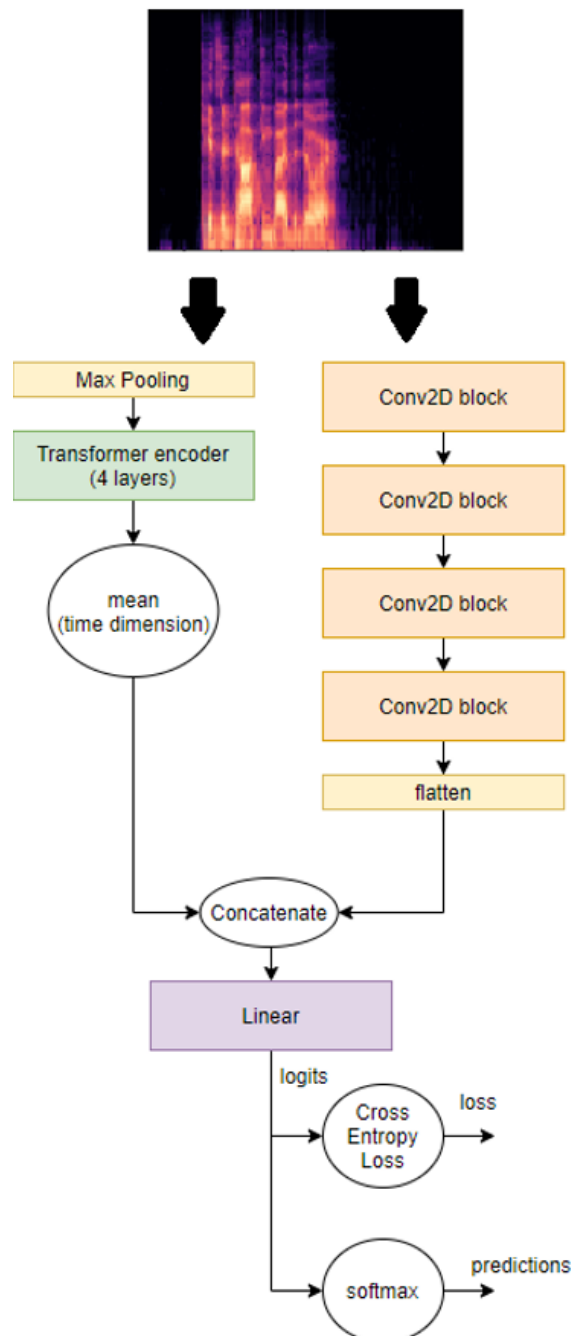 Max Pooling
Transformer encoder
(4 layers)
mean
(time dimension)
Conv2D block
Conv2D block
Conv2D block
Conv2D block
flatten
Concatenate
Linear
logits
Cross
Entropy
Loss
loss
softmax
predictions